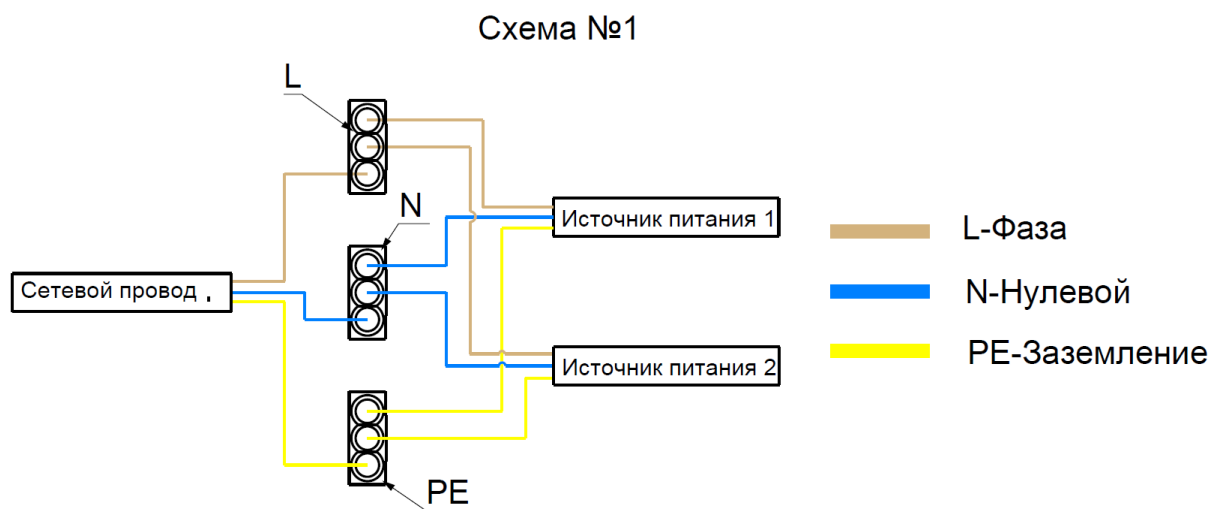 Схема №1
L
N
Сетевой провод
Источник питания 1
Источник питания 2
PE
L-Фаза
N-Нулевой
PE-Заземление